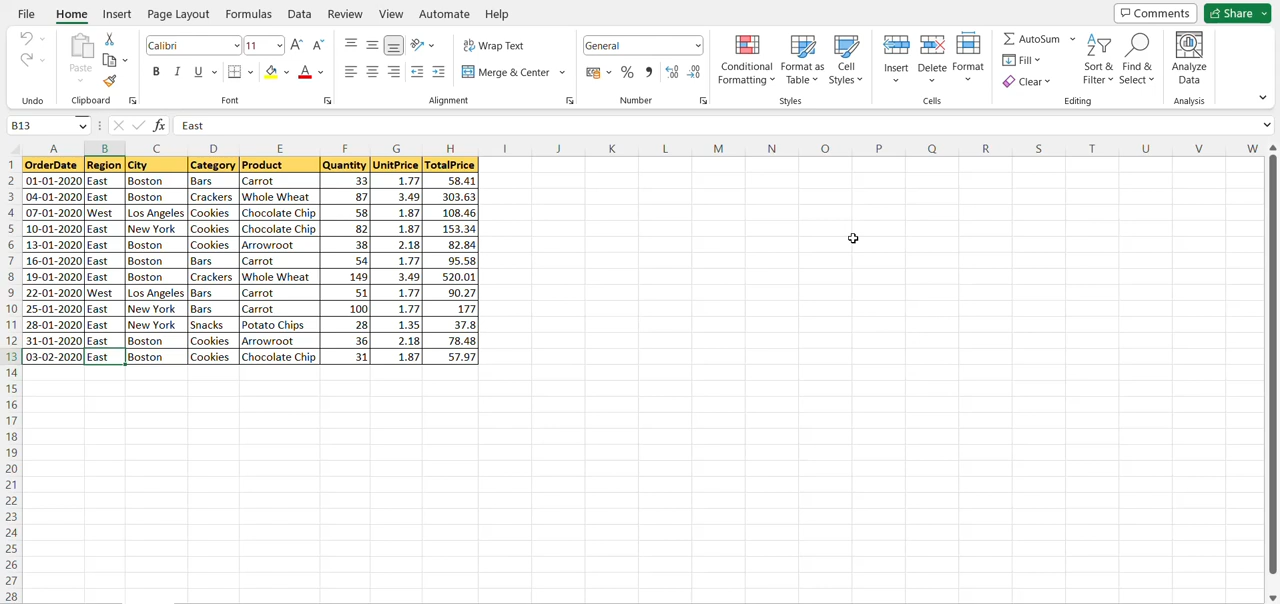 File Home Insert Page Layout Formulas Data Review View Automate Help Comments Share
Calibri 11 A A Wrap Text General AutoSum
Paste Conditional Format as Cell Insert Delete Format Fill Sort & Find & Analyze
B I U A Merge & Center % Formatting Table Styles Clear Filter Select Data
Undo Clipboard Font Alignment Number Styles Cells Editing Analysis
B13 fx East
A B C D E F G H I J K L M N O P Q R S T U V W
1 OrderDate Region City Category Product Quantity UnitPrice TotalPrice
2 01-01-2020 East Boston Bars Carrot 33 1.77 58.41
3 04-01-2020 East Boston Crackers Whole Wheat 87 3.49 303.63
4 07-01-2020 West Los Angeles Cookies Chocolate Chip 58 1.87 108.46
5 10-01-2020 East New York Cookies Chocolate Chip 82 1.87 153.34
6 13-01-2020 East Boston Cookies Arrowroot 38 2.18 82.84
7 16-01-2020 East Boston Bars Carrot 54 1.77 95.58
8 19-01-2020 East Boston Crackers Whole Wheat 149 3.49 520.01
9 22-01-2020 West Los Angeles Bars Carrot 51 1.77 90.27
10 25-01-2020 East New York Bars Carrot 100 1.77 177
11 28-01-2020 East New York Snacks Potato Chips 28 1.35 37.8
12 31-01-2020 East Boston Cookies Arrowroot 36 2.18 78.48
13 03-02-2020 East Boston Cookies Chocolate Chip 31 1.87 57.97
14
15
16
17
18
19
20
21
22
23
24
25
26
27
28